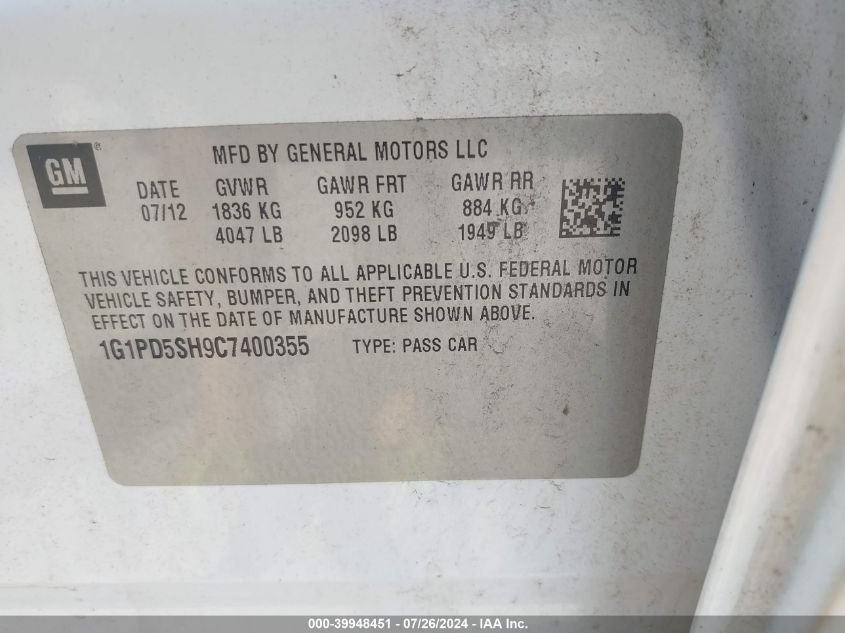 GM®
MFD BY GENERAL MOTORS LLC
DATE GVWR GAWR FRT GAWR RR
07/12 1836 KG 952 KG 884 KG
4047 LB 2098 LB 1949 LB
THIS VEHICLE CONFORMS TO ALL APPLICABLE U.S. FEDERAL MOTOR
VEHICLE SAFETY, BUMPER, AND THEFT PREVENTION STANDARDS IN
EFFECT ON THE DATE OF MANUFACTURE SHOWN ABOVE.
1G1PD5SH9C7400355 TYPE: PASS CAR
000-39948451 - 07/26/2024 - IAA Inc.